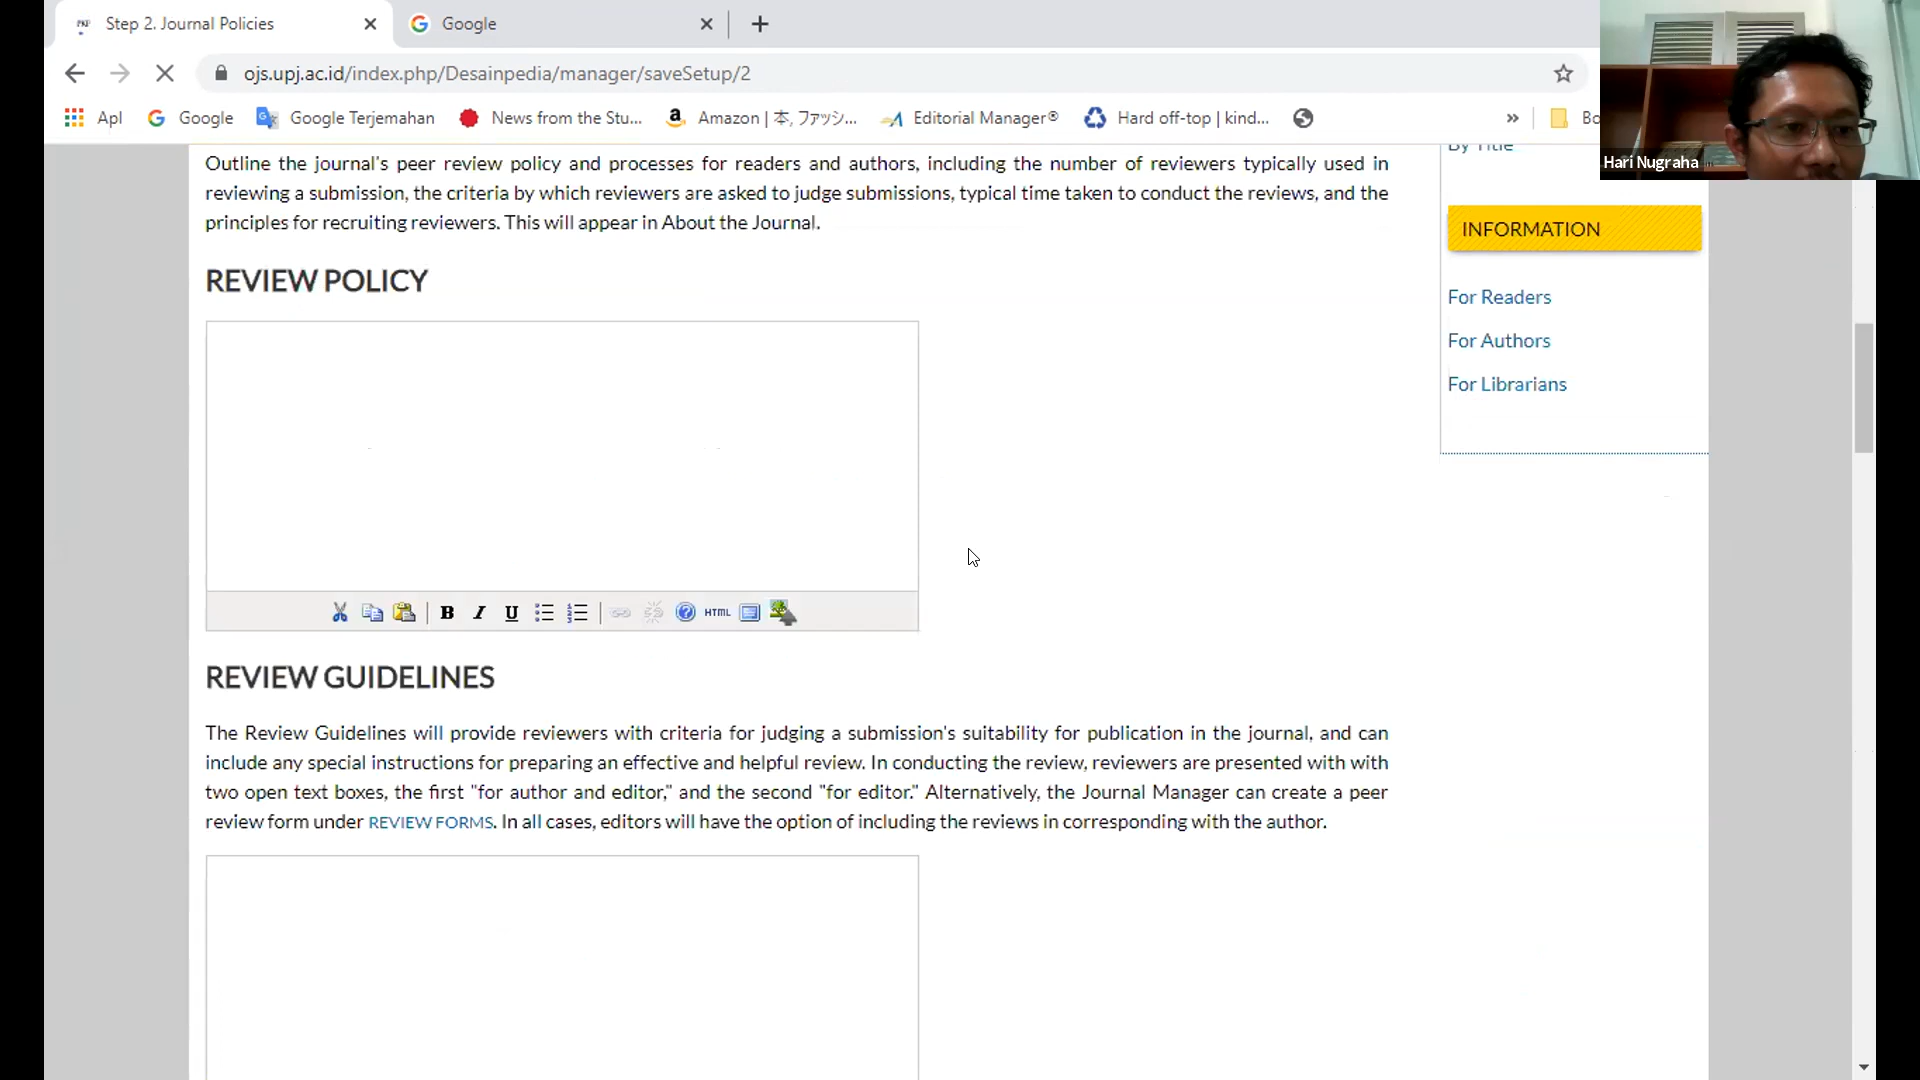 Step 2. Journal Policies
Google
ojs.upj.ac.id/index.php/Desainpedia/manager/saveSetup/2
Apl
Google
Google Terjemahan
News from the Stu...
Amazon | 本, ファッシ...
Editorial Manager®
Hard off-top | kind...
»
Bo
Hari Nugraha
Outline the journal's peer review policy and processes for readers and authors, including the number of reviewers typically used in
reviewing a submission, the criteria by which reviewers are asked to judge submissions, typical time taken to conduct the reviews, and the
principles for recruiting reviewers. This will appear in About the Journal.
By Title
INFORMATION
For Readers
For Authors
For Librarians
REVIEW POLICY
B I U
HTML
REVIEW GUIDELINES
The Review Guidelines will provide reviewers with criteria for judging a submission's suitability for publication in the journal, and can
include any special instructions for preparing an effective and helpful review. In conducting the review, reviewers are presented with with
two open text boxes, the first "for author and editor," and the second "for editor." Alternatively, the Journal Manager can create a peer
review form under REVIEW FORMS. In all cases, editors will have the option of including the reviews in corresponding with the author.